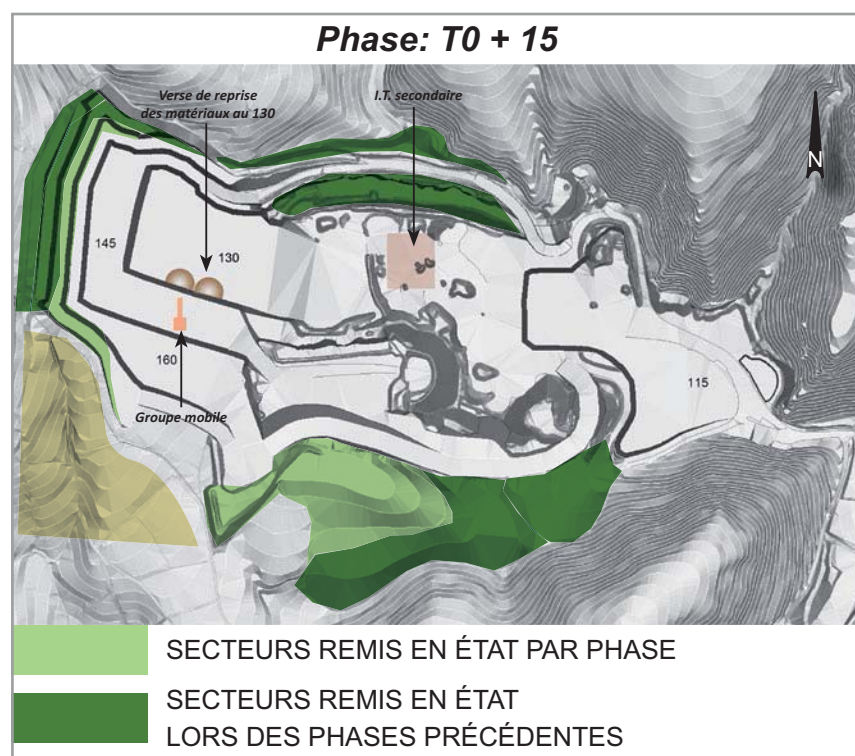 Phase: T0 + 15
Verse de reprise
des matériaux au 130
I.T. secondaire
N
145
130
160
Groupe mobile
115
SECTEURS REMIS EN ÉTAT PAR PHASE
SECTEURS REMIS EN ÉTAT
LORS DES PHASES PRÉCÉDENTES